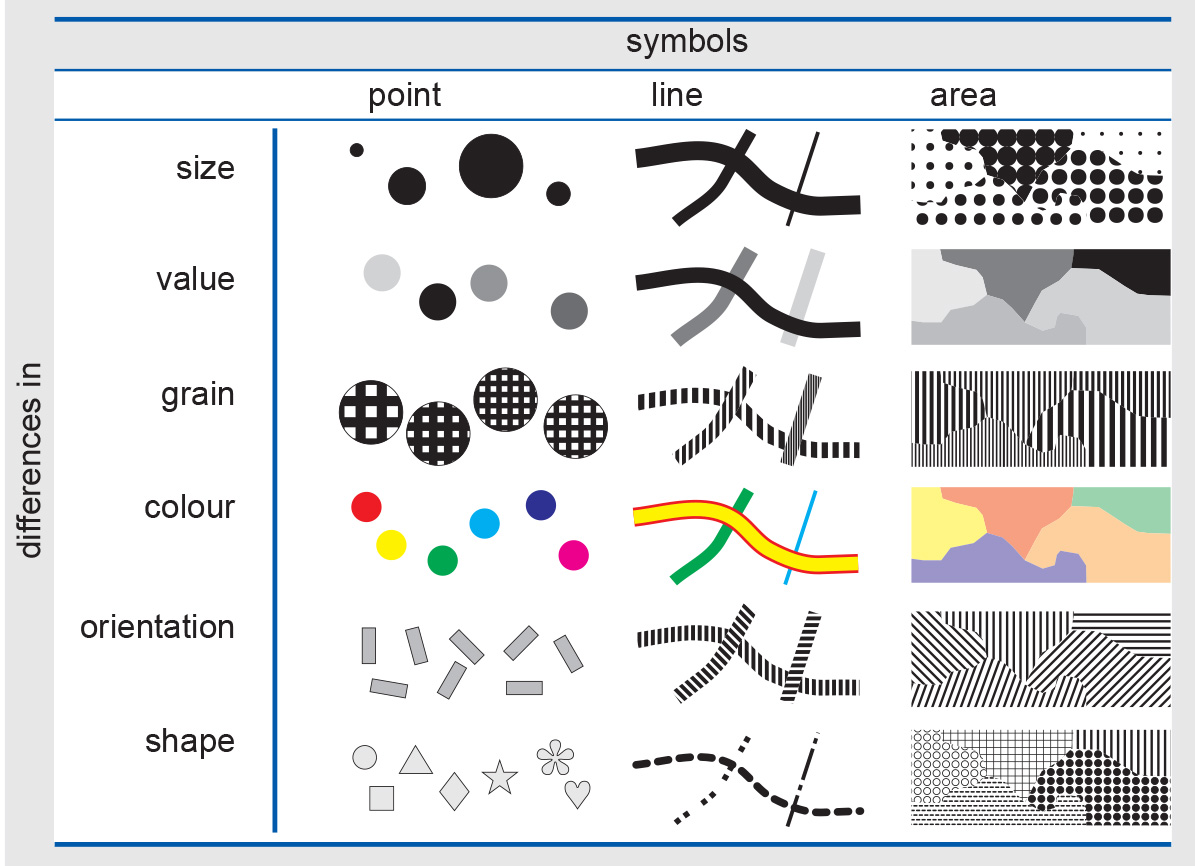 symbols
point line area
differences in
size
value
grain
colour
orientation
shape